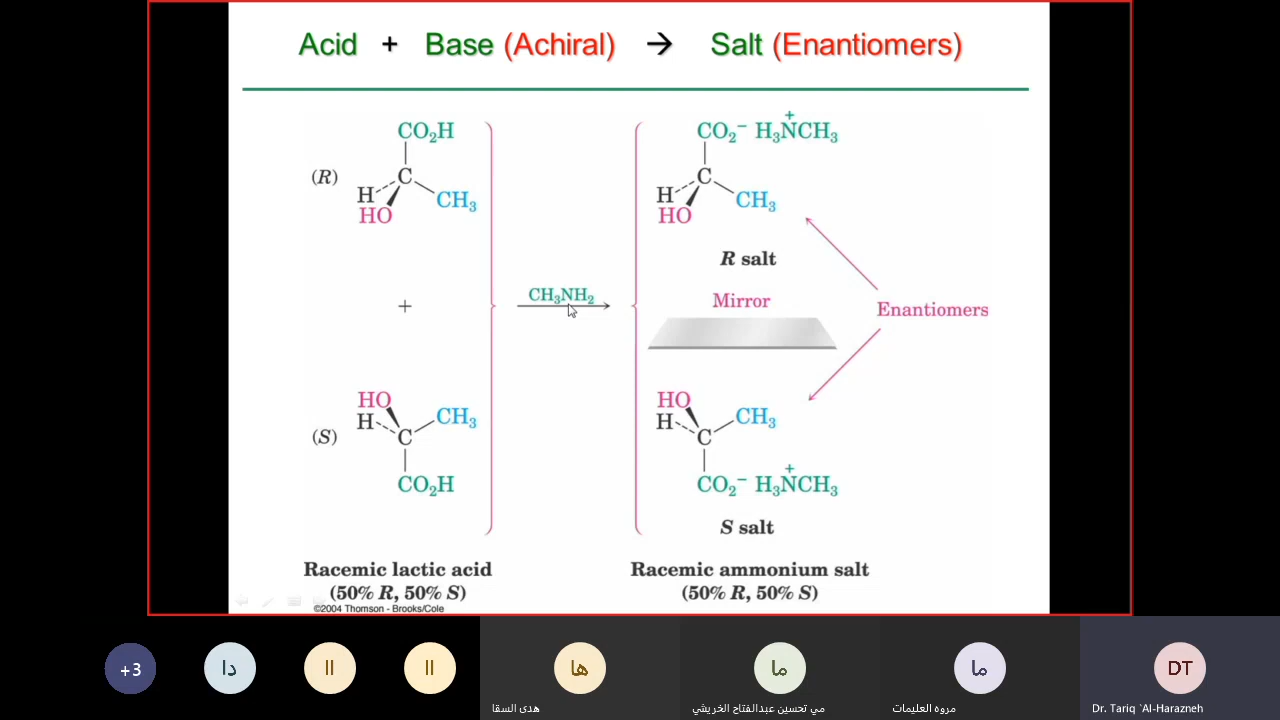 Acid + Base (Achiral) → Salt (Enantiomers)
CO₂H
(R)
C
H
HO
CH₃
+
HO
H
CH₃
(S)
C
CO₂H
Racemic lactic acid
(50% R, 50% S)
©2004 Thomson - Brooks/Cole
CH₃NH₂
CO₂⁻ H₃N⁺CH₃
C
H
HO
CH₃
R salt
Mirror
Enantiomers
HO
H
CH₃
C
CO₂⁻ H₃N⁺CH₃
S salt
Racemic ammonium salt
(50% R, 50% S)
+3
دا
اا
اا
ها
هدى السقا
ما
مي تحسين عبدالفتاح الخريشي
ما
مروه العليمات
DT
Dr. Tariq `Al-Harazneh